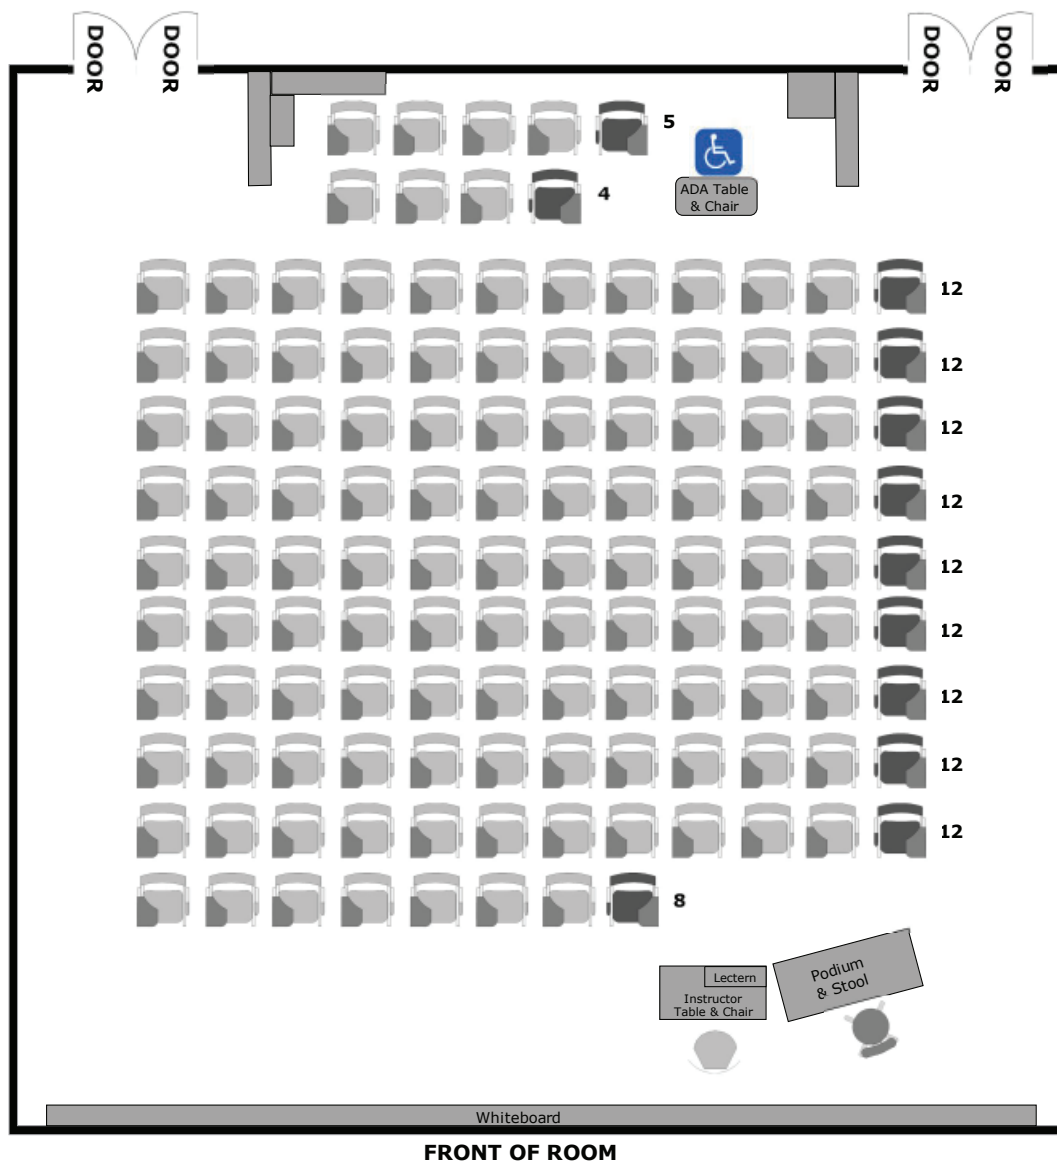 DOOR
DOOR
DOOR
DOOR
5
ADA Table
& Chair
4
12
12
12
12
12
12
12
12
12
8
Lectern
Instructor
Table & Chair
Podium
& Stool
Whiteboard
FRONT OF ROOM